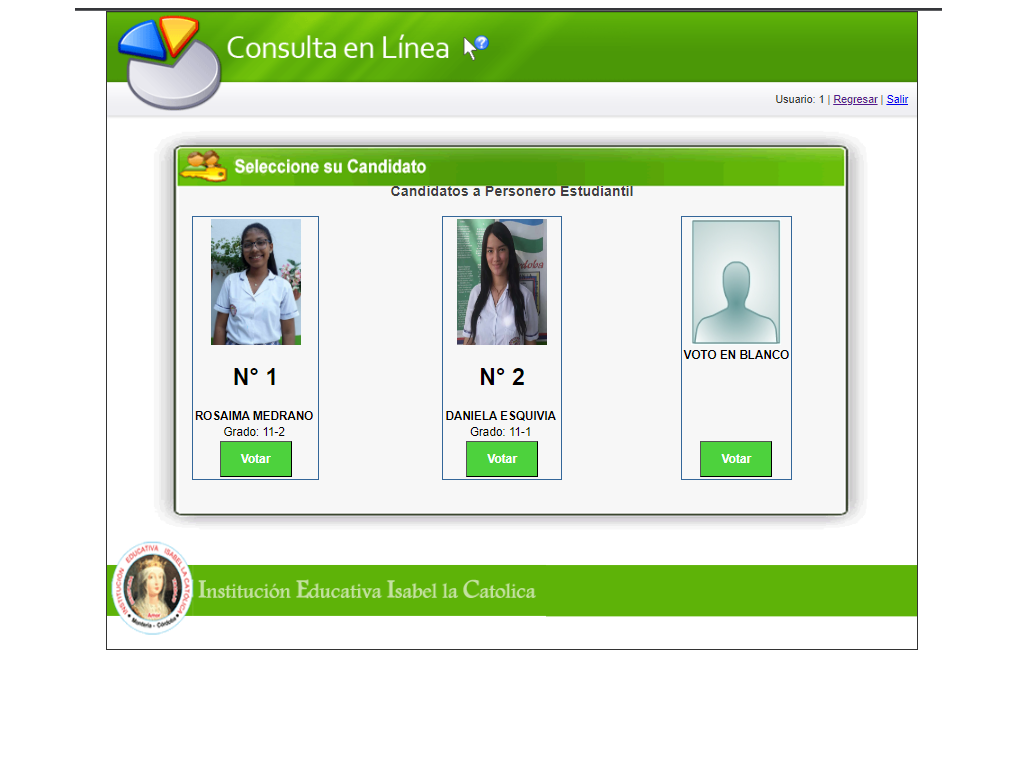 Consulta en Línea
Usuario: 1 | Regresar | Salir
Seleccione su Candidato
Candidatos a Personero Estudiantil
N° 1
ROSAIMA MEDRANO
Grado: 11-2
Votar
N° 2
DANIELA ESQUIVIA
Grado: 11-1
Votar
VOTO EN BLANCO
Votar
INSTITUCIÓN EDUCATIVA ISABEL LA CATOLICA
Montería - Córdoba
Institución Educativa Isabel la Catolica